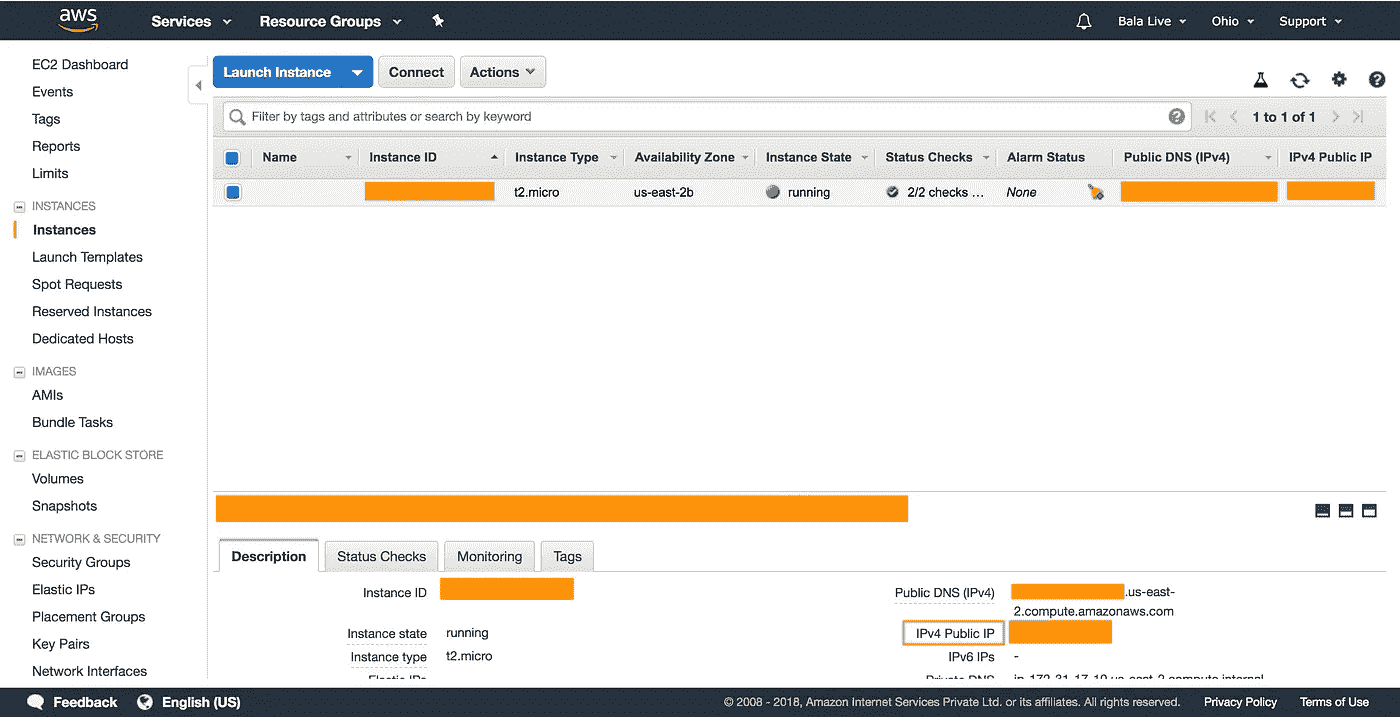 aws Services Resource Groups Bala Live Ohio Support
EC2 Dashboard
Events
Tags
Reports
Limits
INSTANCES
Instances
Launch Templates
Spot Requests
Reserved Instances
Dedicated Hosts
IMAGES
AMIs
Bundle Tasks
ELASTIC BLOCK STORE
Volumes
Snapshots
NETWORK & SECURITY
Security Groups
Elastic IPs
Placement Groups
Key Pairs
Network Interfaces
Launch Instance Connect Actions
Filter by tags and attributes or search by keyword 1 to 1 of 1
Name Instance ID Instance Type Availability Zone Instance State Status Checks Alarm Status Public DNS (IPv4) IPv4 Public IP
t2.micro us-east-2b running 2/2 checks ... None
Description Status Checks Monitoring Tags
Instance ID
Instance state running
Instance type t2.micro
Elastic IPs
Public DNS (IPv4) .us-east-
2.compute.amazonaws.com
IPv4 Public IP
IPv6 IPs -
Private DNS ip-172-31-17-19.us-east-2.compute.internal
Feedback English (US) © 2008 - 2018, Amazon Internet Services Private Ltd. or its affiliates. All rights reserved. Privacy Policy Terms of Use